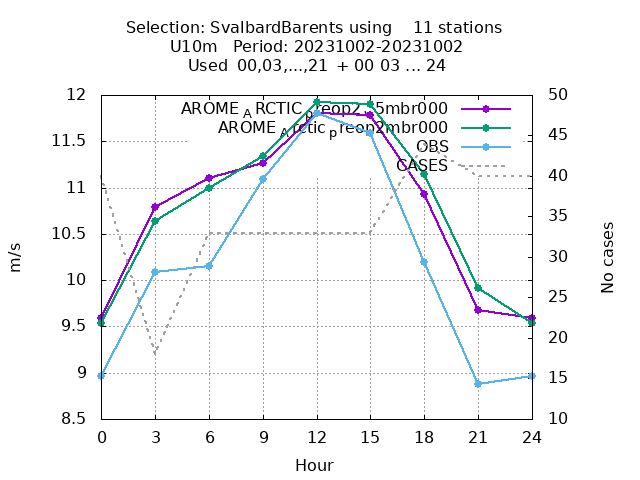 Selection: SvalbardBarents using 11 stations
U10m Period: 20231002-20231002
Used 00,03,...,21 + 00 03 ... 24
12 50
AROME_ARCTIC_preop2_5mbr000
AROME_Arctic_preop2mbr000
11.5 45
OBS
CASES
11 40
10.5 35
10 30
9.5 25
9 20
15
8.5 10
m/s
No cases
0 3 6 9 12 15 18 21 24
Hour